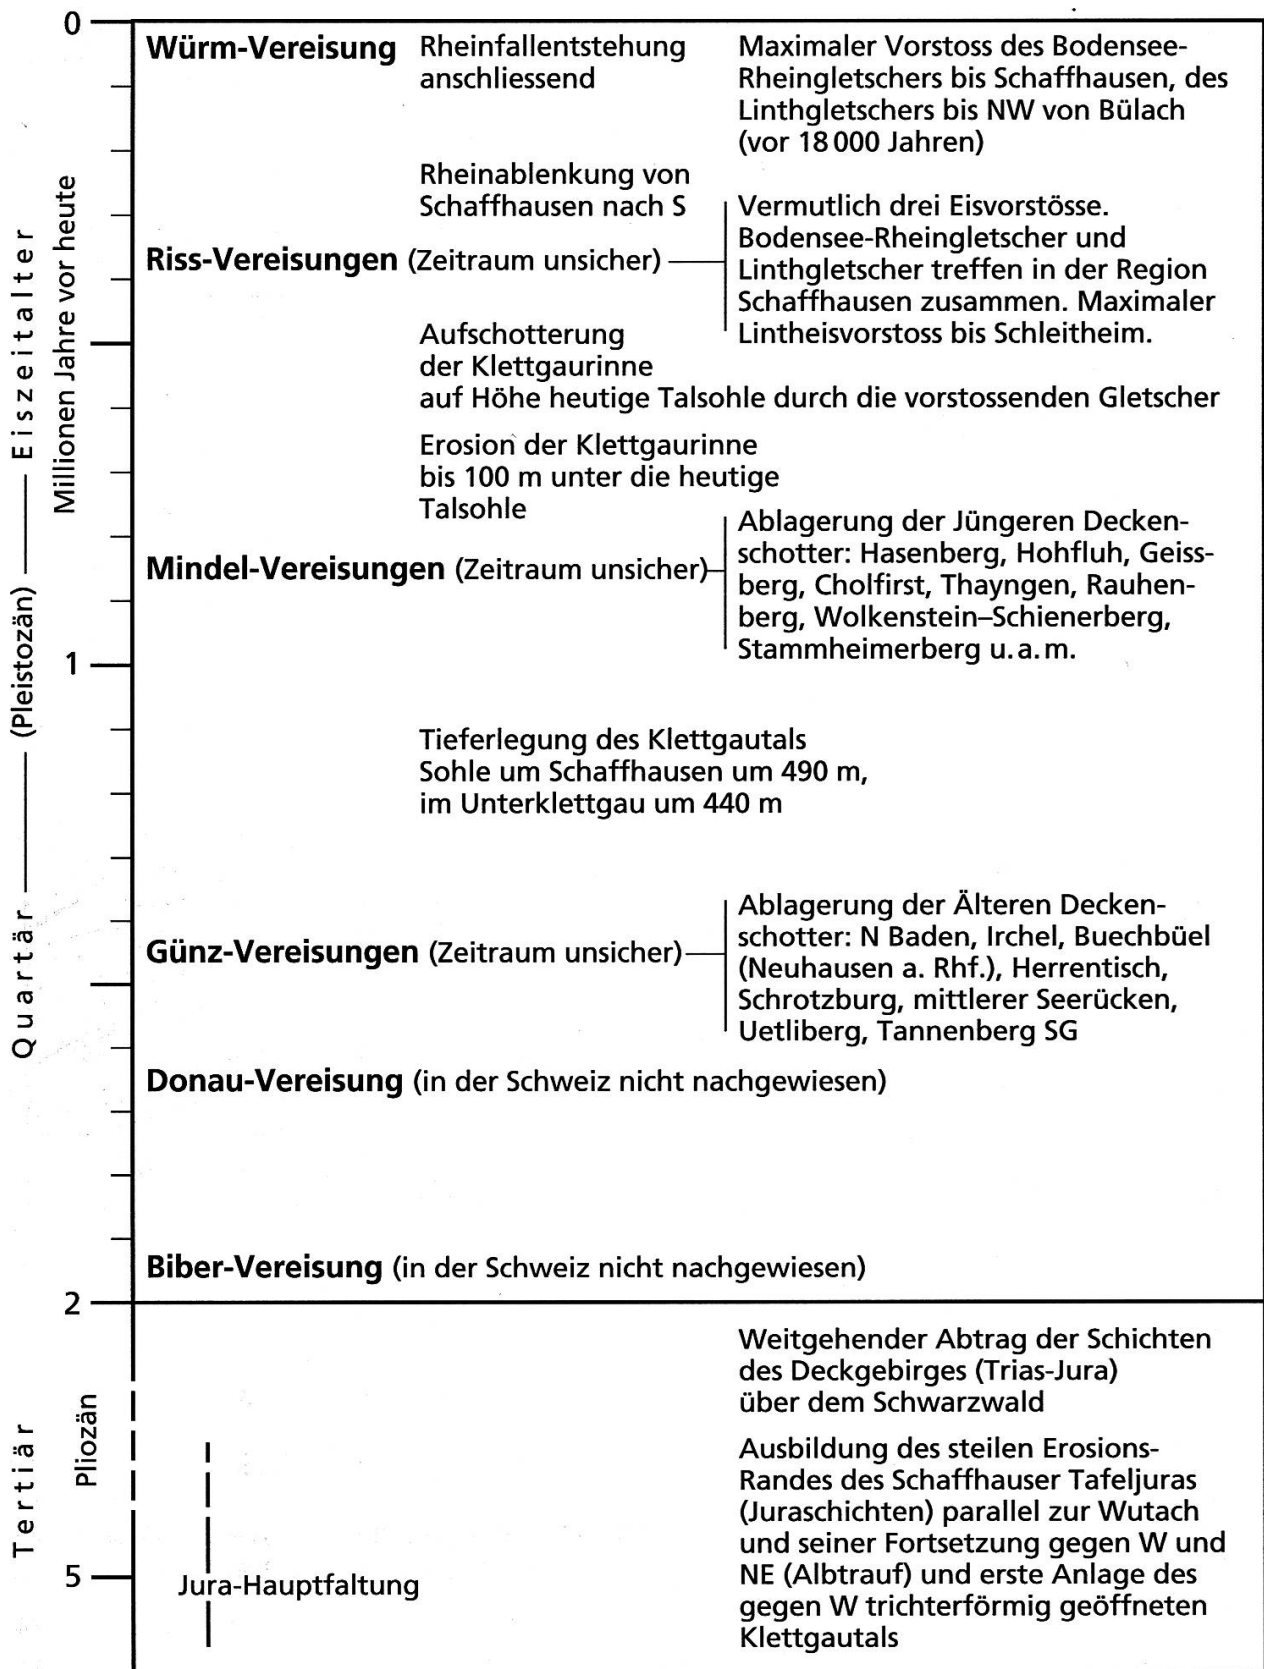 0
Würm-Vereisung
Rheinfallentstehung
anschliessend
Maximaler Vorstoss des Bodensee-
Rheingletschers bis Schaffhausen, des
Linthgletschers bis NW von Bülach
(vor 18 000 Jahren)
Rheinablenkung von
Schaffhausen nach S
Riss-Vereisungen (Zeitraum unsicher)
Vermutlich drei Eisvorstösse.
Bodensee-Rheingletscher und
Linthgletscher treffen in der Region
Schaffhausen zusammen. Maximaler
Lintheisvorstoss bis Schleitheim.
Aufschotterung
der Klettgaurinne
auf Höhe heutige Talsohle durch die vorstossenden Gletscher
Erosion der Klettgaurinne
bis 100 m unter die heutige
Talsohle
Mindel-Vereisungen (Zeitraum unsicher)
Ablagerung der Jüngeren Decken-
schotter: Hasenberg, Hohfluh, Geiss-
berg, Cholfirst, Thayngen, Rauhen-
berg, Wolkenstein–Schienerberg,
Stammheimerberg u. a. m.
1
Tieferlegung des Klettgautals
Sohle um Schaffhausen um 490 m,
im Unterklettgau um 440 m
Günz-Vereisungen (Zeitraum unsicher)
Ablagerung der Älteren Decken-
schotter: N Baden, Irchel, Buechbüel
(Neuhausen a. Rhf.), Herrentisch,
Schrotzburg, mittlerer Seerücken,
Uetliberg, Tannenberg SG
Donau-Vereisung (in der Schweiz nicht nachgewiesen)
Biber-Vereisung (in der Schweiz nicht nachgewiesen)
2
Weitgehender Abtrag der Schichten
des Deckgebirges (Trias-Jura)
über dem Schwarzwald
Ausbildung des steilen Erosions-
Randes des Schaffhauser Tafeljuras
(Juraschichten) parallel zur Wutach
und seiner Fortsetzung gegen W und
NE (Albtrauf) und erste Anlage des
gegen W trichterförmig geöffneten
Klettgautals
5
Jura-Hauptfaltung
Quartär (Pleistozän) Eiszeitalter
Millionen Jahre vor heute
Tertiär
Pliozän